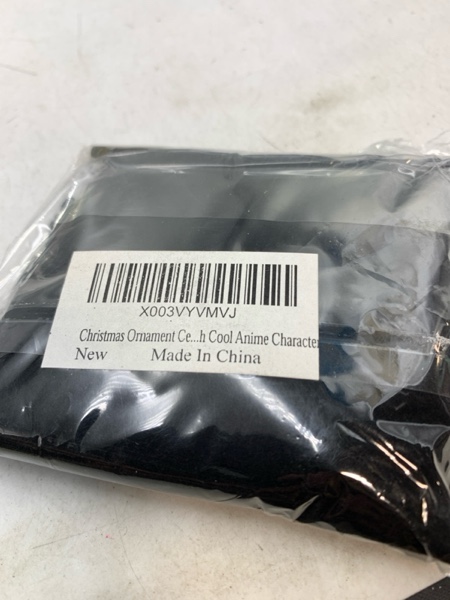 X003VYVMVJ
Christmas Ornament Ce...h Cool Anime Character
New Made In China